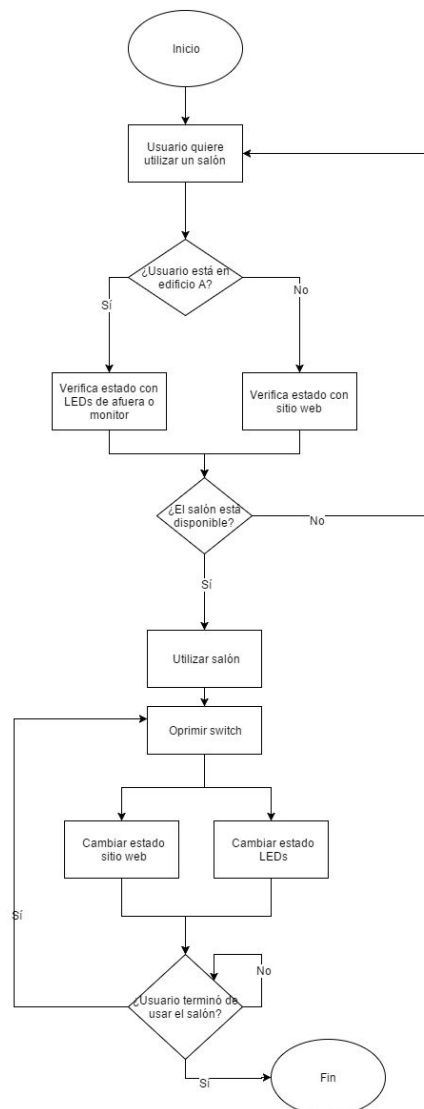 Inicio
Usuario quiere
utilizar un salón
¿Usuario está en
edificio A?
Sí
No
Verifica estado con
LEDs de afuera o
monitor
Verifica estado con
sitio web
¿El salón está
disponible?
No
Sí
Utilizar salón
Oprimir switch
Cambiar estado
sitio web
Cambiar estado
LEDs
Sí
No
¿Usuario terminó de
usar el salón?
Sí
Fin